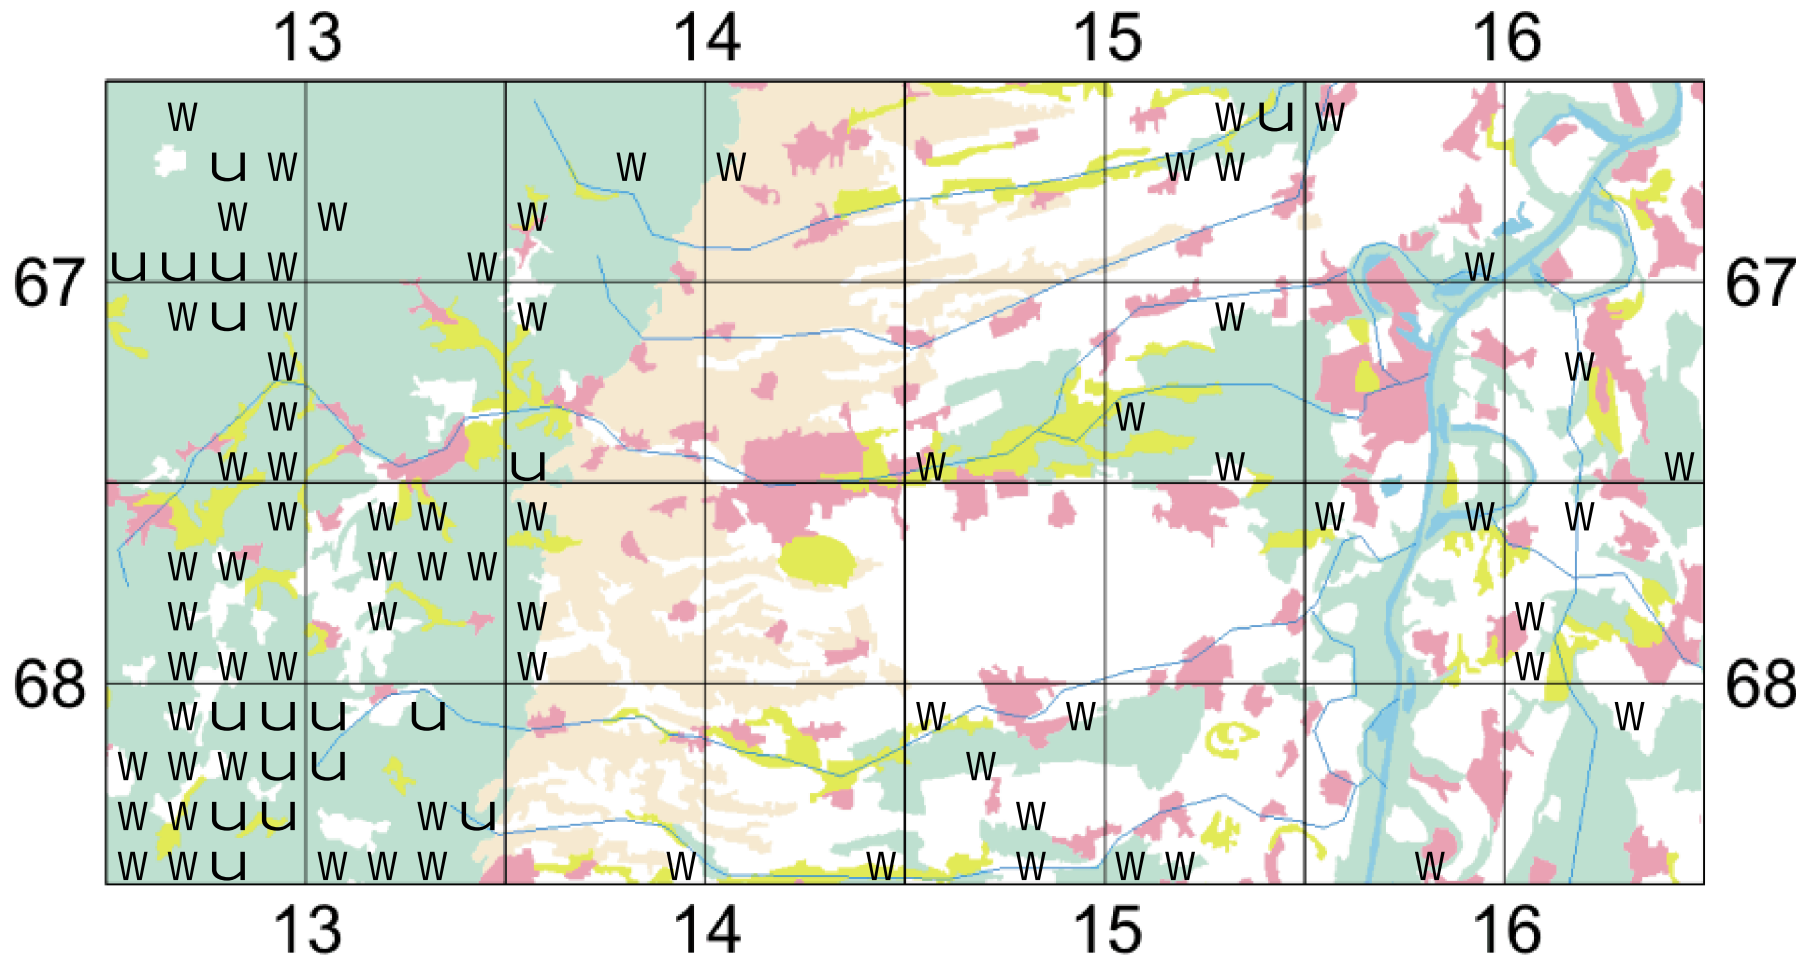 13 14 15 16
w w u w
u w w w w w
w w w
67 u u u w w w 67
w u w w w
w w
w w
w w u w w w
w w w w w w w
w w w w w
w w w w
w w w w w
68 68
w u u u u w w w
w w w u u w
w w u u w u w
w w u w w w w w w w w w
13 14 15 16